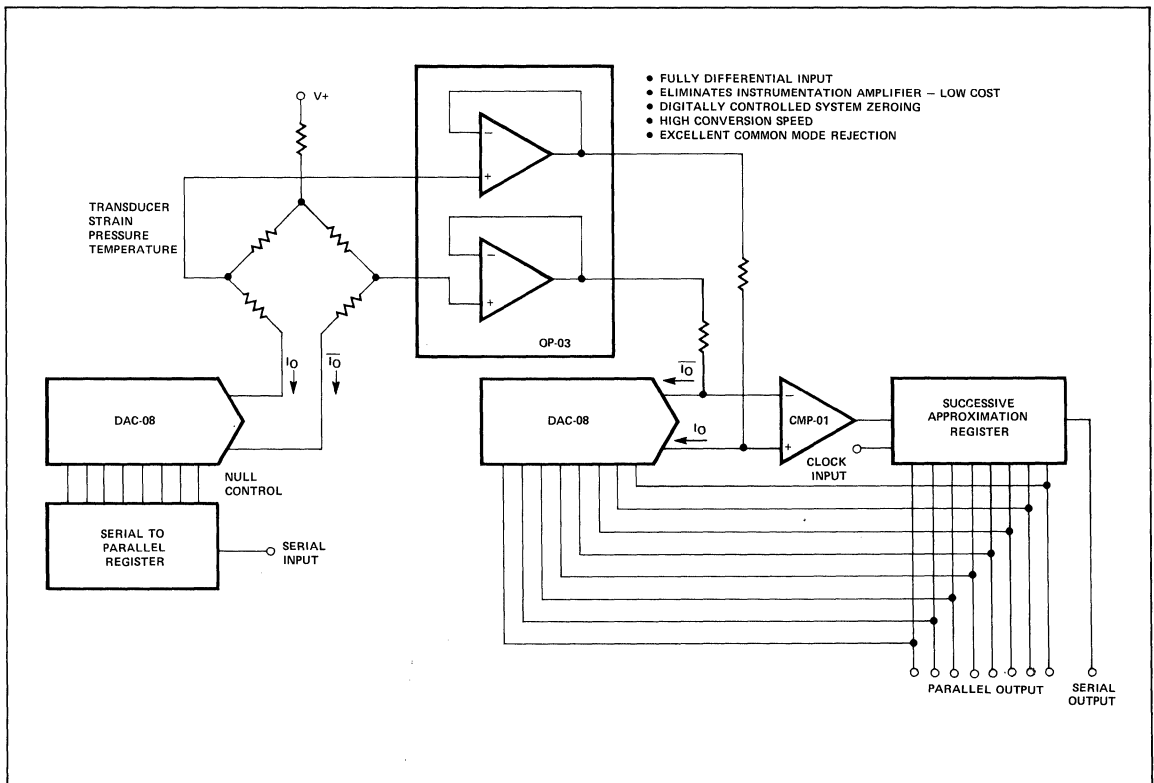 V+
● FULLY DIFFERENTIAL INPUT
● ELIMINATES INSTRUMENTATION AMPLIFIER – LOW COST
● DIGITALLY CONTROLLED SYSTEM ZEROING
● HIGH CONVERSION SPEED
● EXCELLENT COMMON MODE REJECTION
TRANSDUCER
STRAIN
PRESSURE
TEMPERATURE
−
+
−
+
OP-03
IO
IO
DAC-08
NULL
CONTROL
SERIAL TO
PARALLEL
REGISTER
SERIAL
INPUT
DAC-08
IO
IO
−
+
CMP-01
CLOCK
INPUT
SUCCESSIVE
APPROXIMATION
REGISTER
PARALLEL OUTPUT
SERIAL
OUTPUT